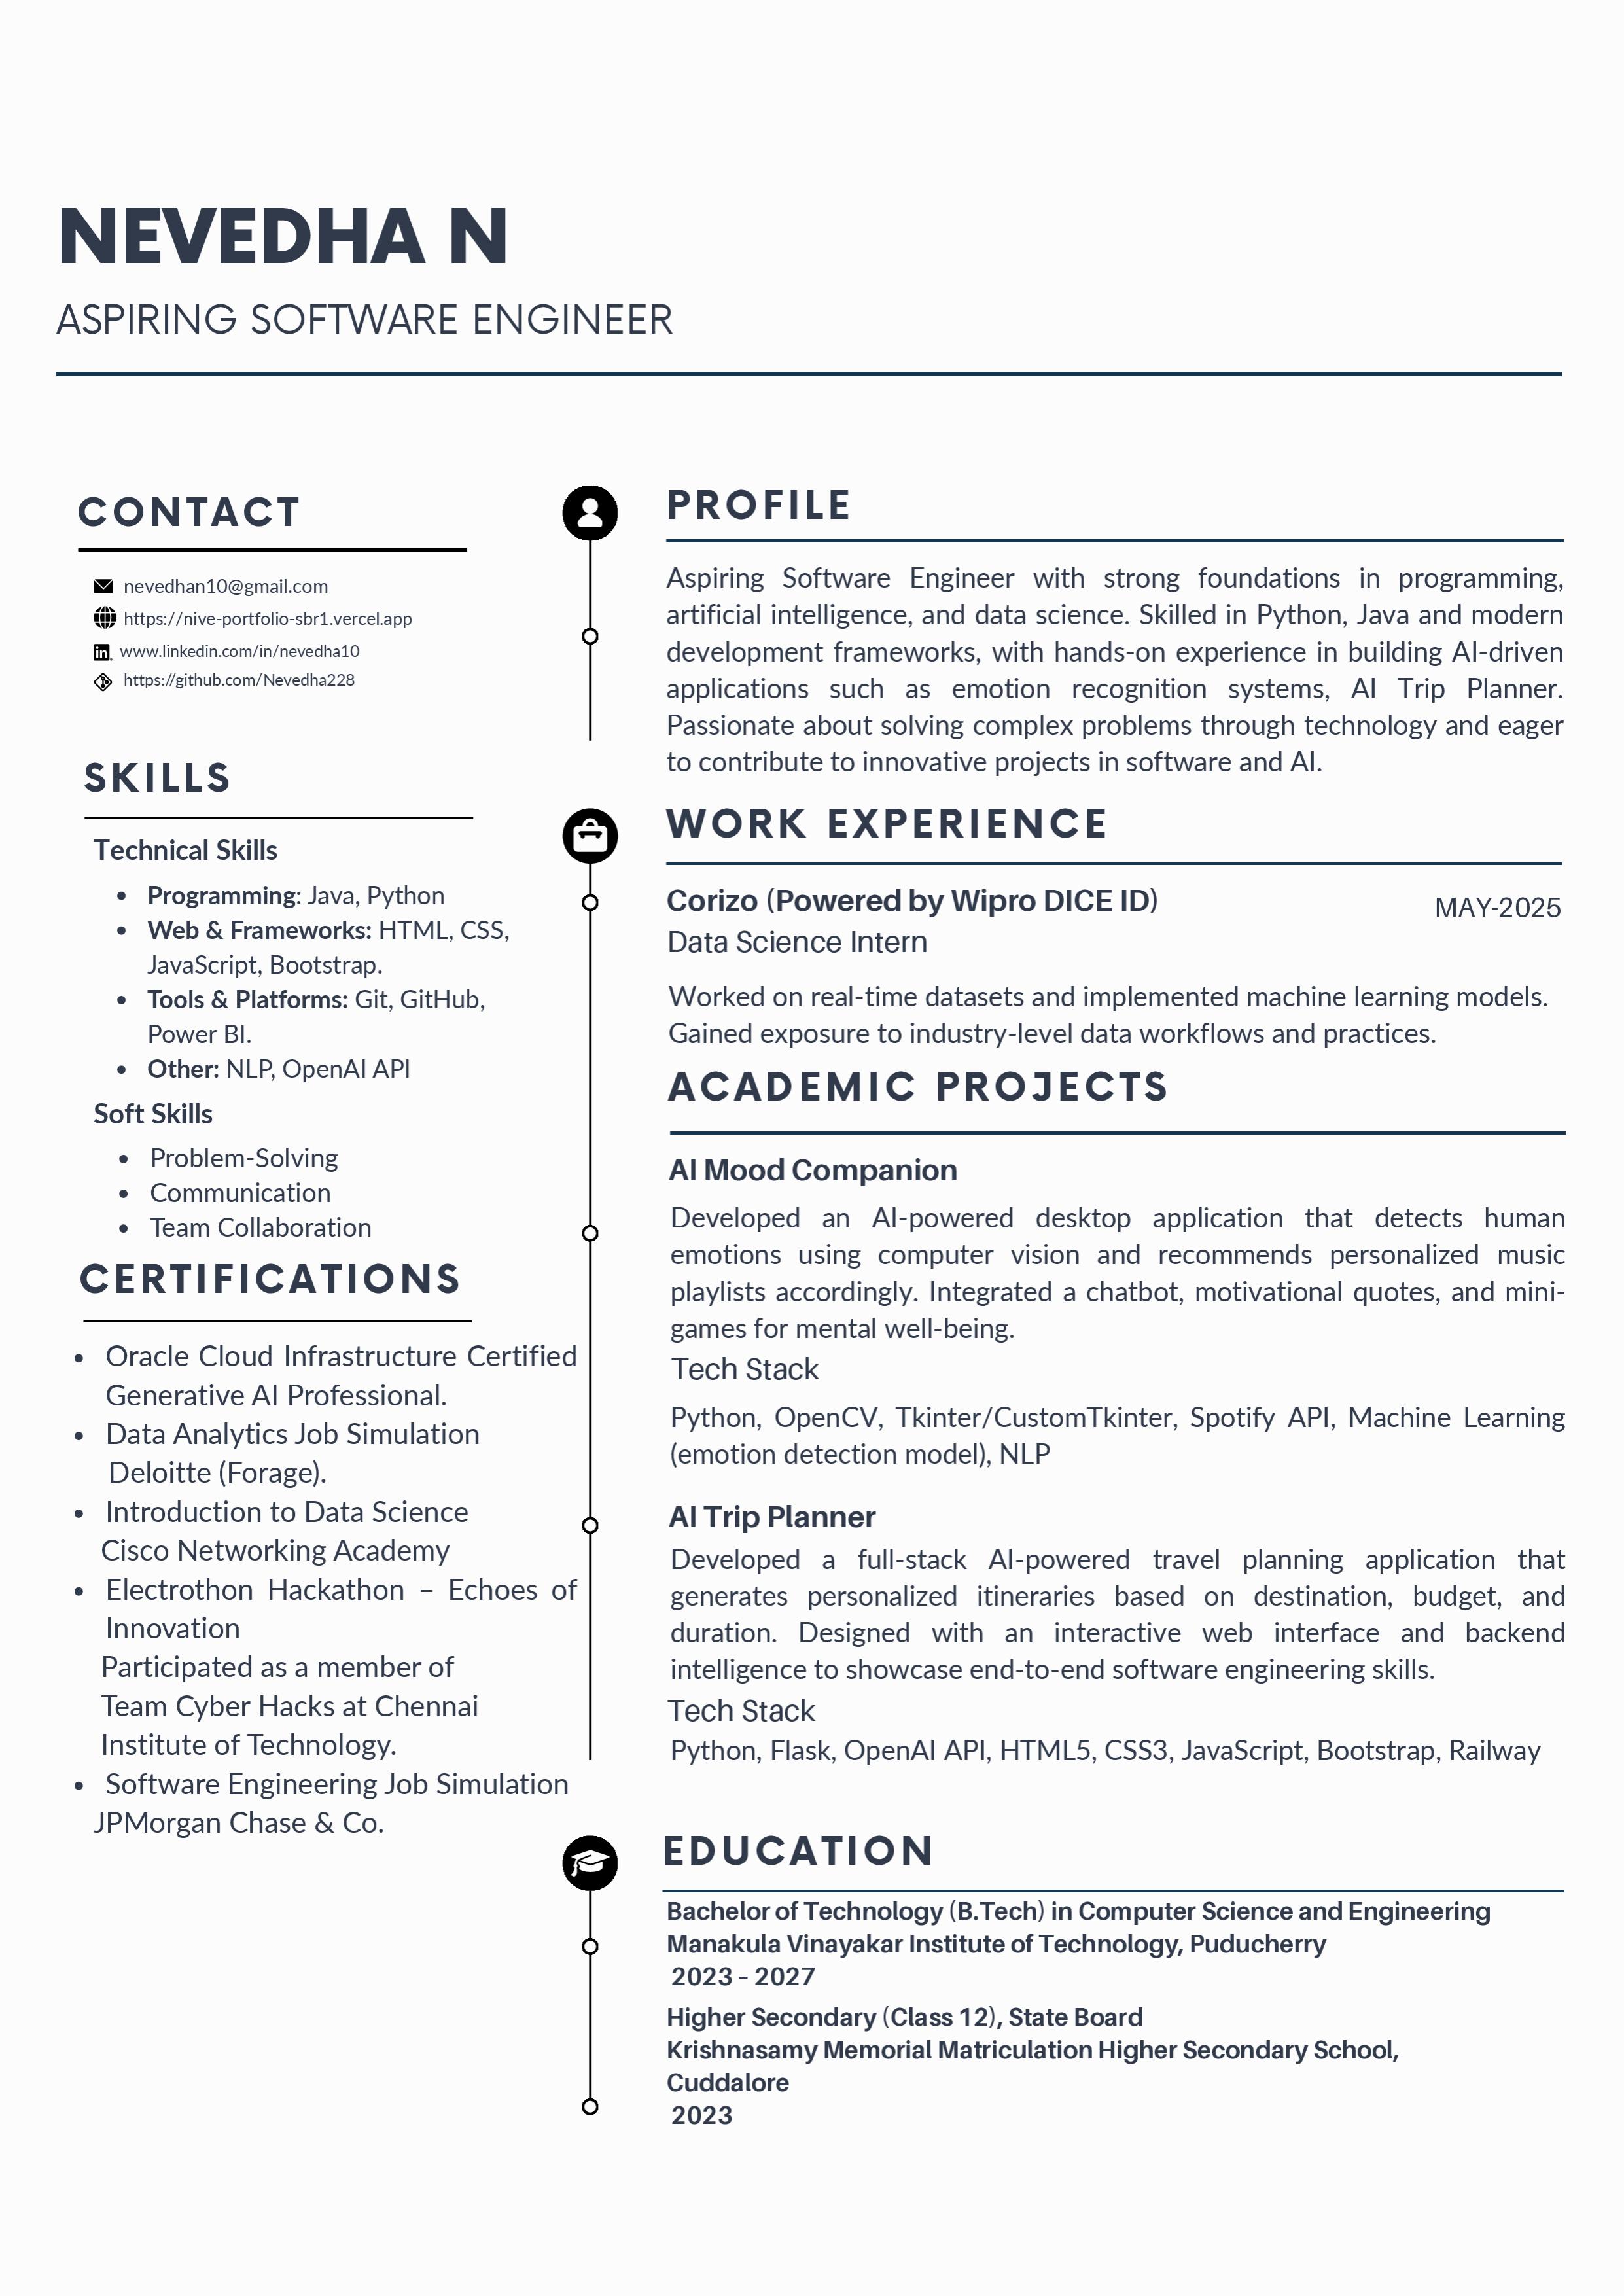 NEVEDHA N
ASPIRING SOFTWARE ENGINEER
CONTACT
nevedhan10@gmail.com
https://nive-portfolio-sbr1.vercel.app
www.linkedin.com/in/nevedha10
https://github.com/Nevedha228
SKILLS
Technical Skills
• Programming: Java, Python
• Web & Frameworks: HTML, CSS,
JavaScript, Bootstrap.
• Tools & Platforms: Git, GitHub,
Power BI.
• Other: NLP, OpenAI API
Soft Skills
• Problem-Solving
• Communication
• Team Collaboration
CERTIFICATIONS
• Oracle Cloud Infrastructure Certified
Generative AI Professional.
• Data Analytics Job Simulation
Deloitte (Forage).
• Introduction to Data Science
Cisco Networking Academy
• Electrothon Hackathon – Echoes of
Innovation
Participated as a member of
Team Cyber Hacks at Chennai
Institute of Technology.
• Software Engineering Job Simulation
JPMorgan Chase & Co.
PROFILE
Aspiring Software Engineer with strong foundations in programming,
artificial intelligence, and data science. Skilled in Python, Java and modern
development frameworks, with hands-on experience in building AI-driven
applications such as emotion recognition systems, AI Trip Planner.
Passionate about solving complex problems through technology and eager
to contribute to innovative projects in software and AI.
WORK EXPERIENCE
Corizo (Powered by Wipro DICE ID)
MAY-2025
Data Science Intern
Worked on real-time datasets and implemented machine learning models.
Gained exposure to industry-level data workflows and practices.
ACADEMIC PROJECTS
AI Mood Companion
Developed an AI-powered desktop application that detects human
emotions using computer vision and recommends personalized music
playlists accordingly. Integrated a chatbot, motivational quotes, and mini-
games for mental well-being.
Tech Stack
Python, OpenCV, Tkinter/CustomTkinter, Spotify API, Machine Learning
(emotion detection model), NLP
AI Trip Planner
Developed a full-stack AI-powered travel planning application that
generates personalized itineraries based on destination, budget, and
duration. Designed with an interactive web interface and backend
intelligence to showcase end-to-end software engineering skills.
Tech Stack
Python, Flask, OpenAI API, HTML5, CSS3, JavaScript, Bootstrap, Railway
EDUCATION
Bachelor of Technology (B.Tech) in Computer Science and Engineering
Manakula Vinayakar Institute of Technology, Puducherry
2023 – 2027
Higher Secondary (Class 12), State Board
Krishnasamy Memorial Matriculation Higher Secondary School,
Cuddalore
2023